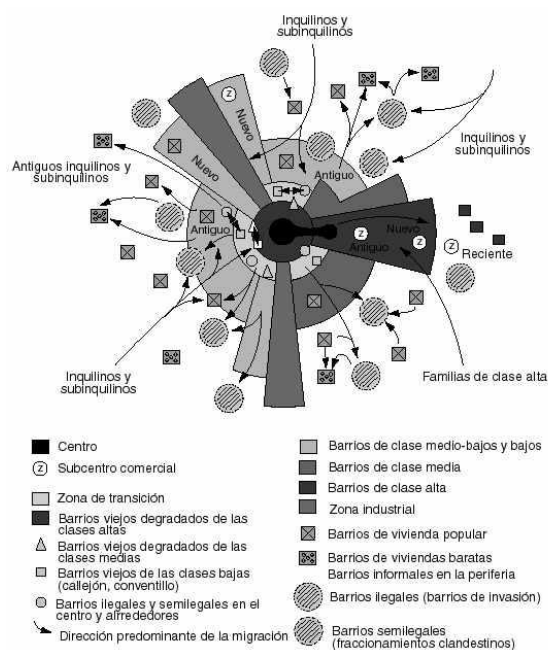 Inquilinos y
subinquilinos
Z
Nuevo
Inquilinos y
subinquilinos
Nuevo
Antiguo
Antiguos inquilinos y
subinquilinos
Antiguo
Nuevo
Z
Antiguo
Z
Z
Reciente
Inquilinos y
subinquilinos
Familias de clase alta
Centro
Z
Subcentro comercial
Zona de transición
Barrios viejos degradados de las
clases altas
Barrios viejos degradados de las
clases medias
Barrios viejos de las clases bajas
(callejón, conventillo)
Barrios ilegales y semilegales en el
centro y alrrededores
Dirección predominante de la migración
Barrios de clase medio-bajos y bajos
Barrios de clase media
Barrios de clase alta
Zona industrial
Barrios de vivienda popular
Barrios de viviendas baratas
Barrios informales en la periferia
Barrios ilegales (barrios de invasión)
Barrios semilegales
(fraccionamientos clandestinos)